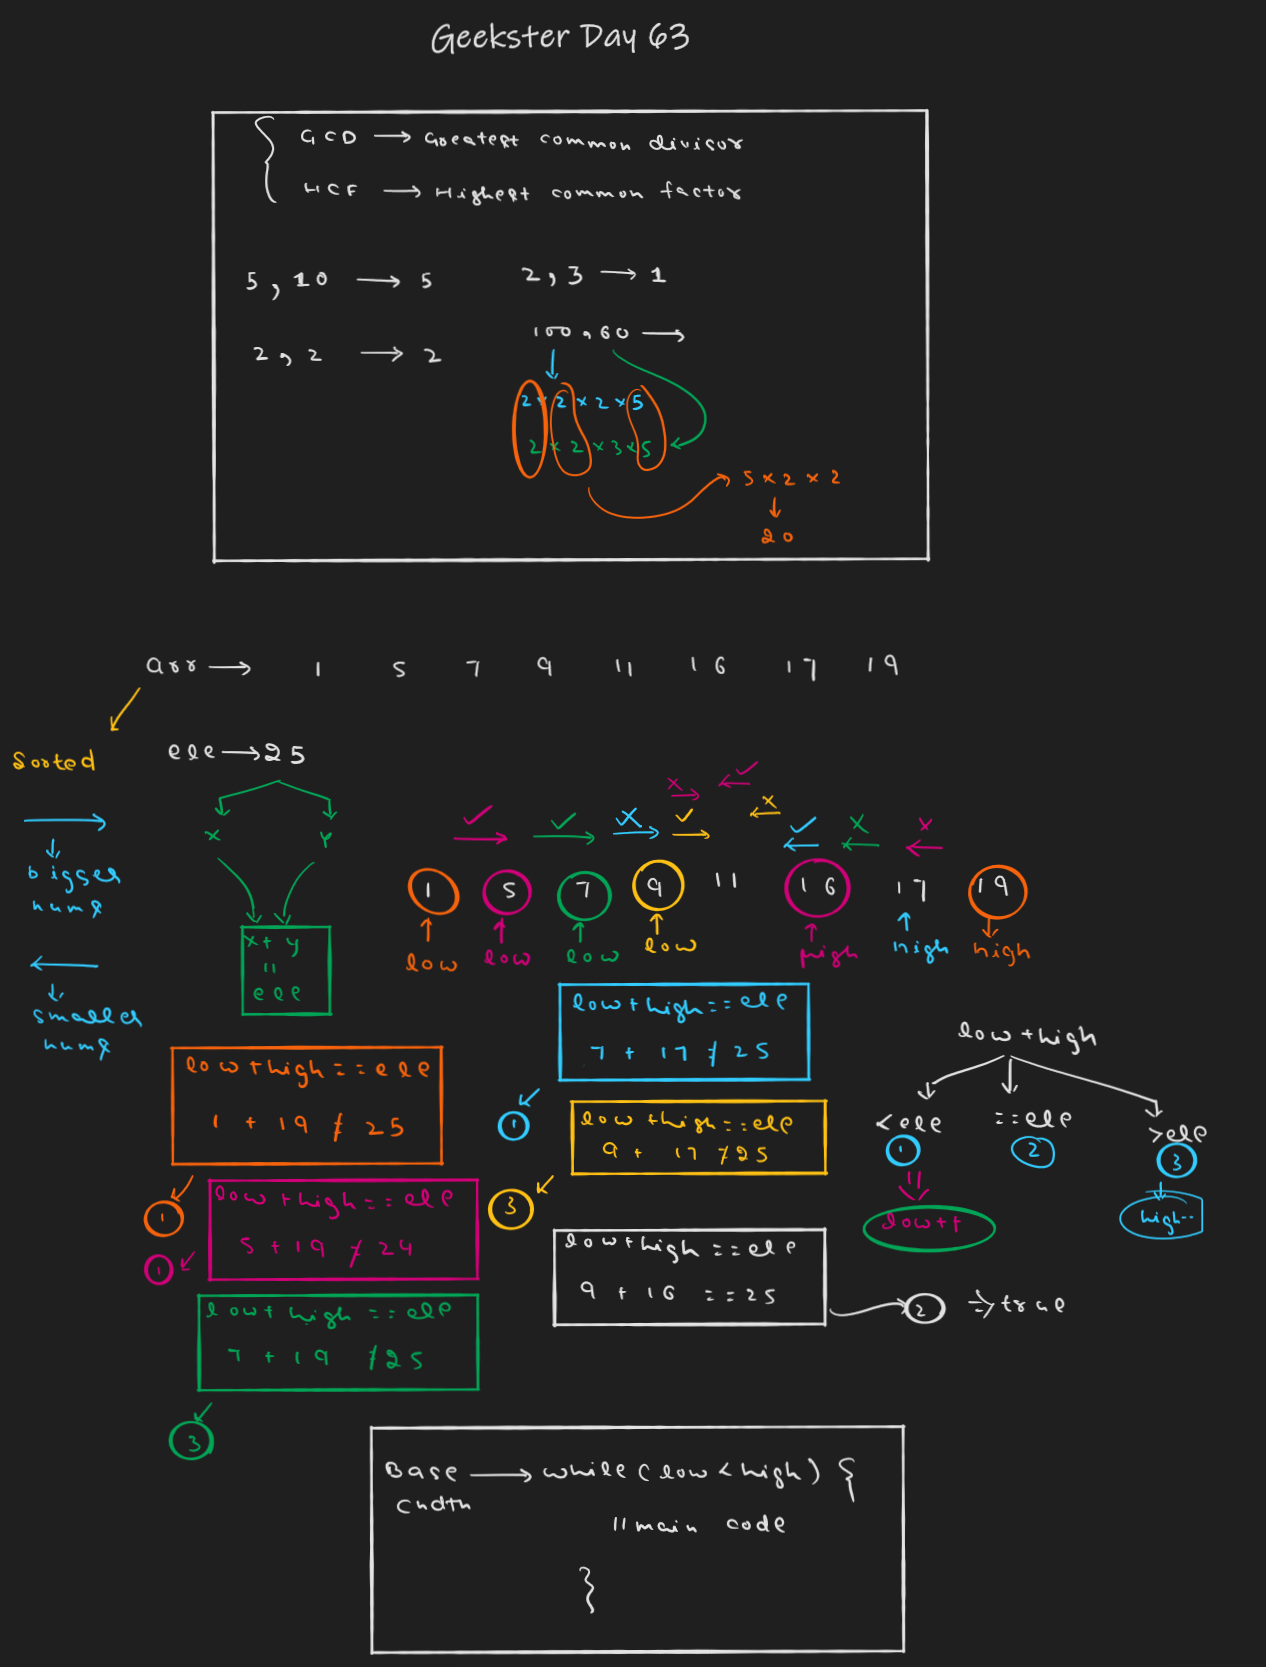 Geekster Day 63
GCD → Greatest common divisor
HCF → Highest common factor
5, 10 → 5
2, 3 → 1
2, 2 → 2
100, 60 →
2 × 2 × 2 × 5
2 × 2 × 3 × 5
5 × 2 × 2
20
arr → 1 5 7 9 11 16 17 19
Sorted
ele → 25
x y
bigger
nums
x + y
=
ele
smaller
nums
1 5 7 9 11 16 17 19
low low low low high high high
low + high == ele
1 + 19 ≠ 25
1
low + high == ele
5 + 19 ≠ 24
1
low + high == ele
7 + 19 ≠ 25
3
low + high == ele
7 + 17 ≠ 25
1
low + high == ele
9 + 17 ≠ 25
3
low + high == ele
9 + 16 == 25
2 ⇒ true
low + high
< ele == ele > ele
1 2 3
low++ high--
Base → while (low < high) {
cndtn
// main code
}